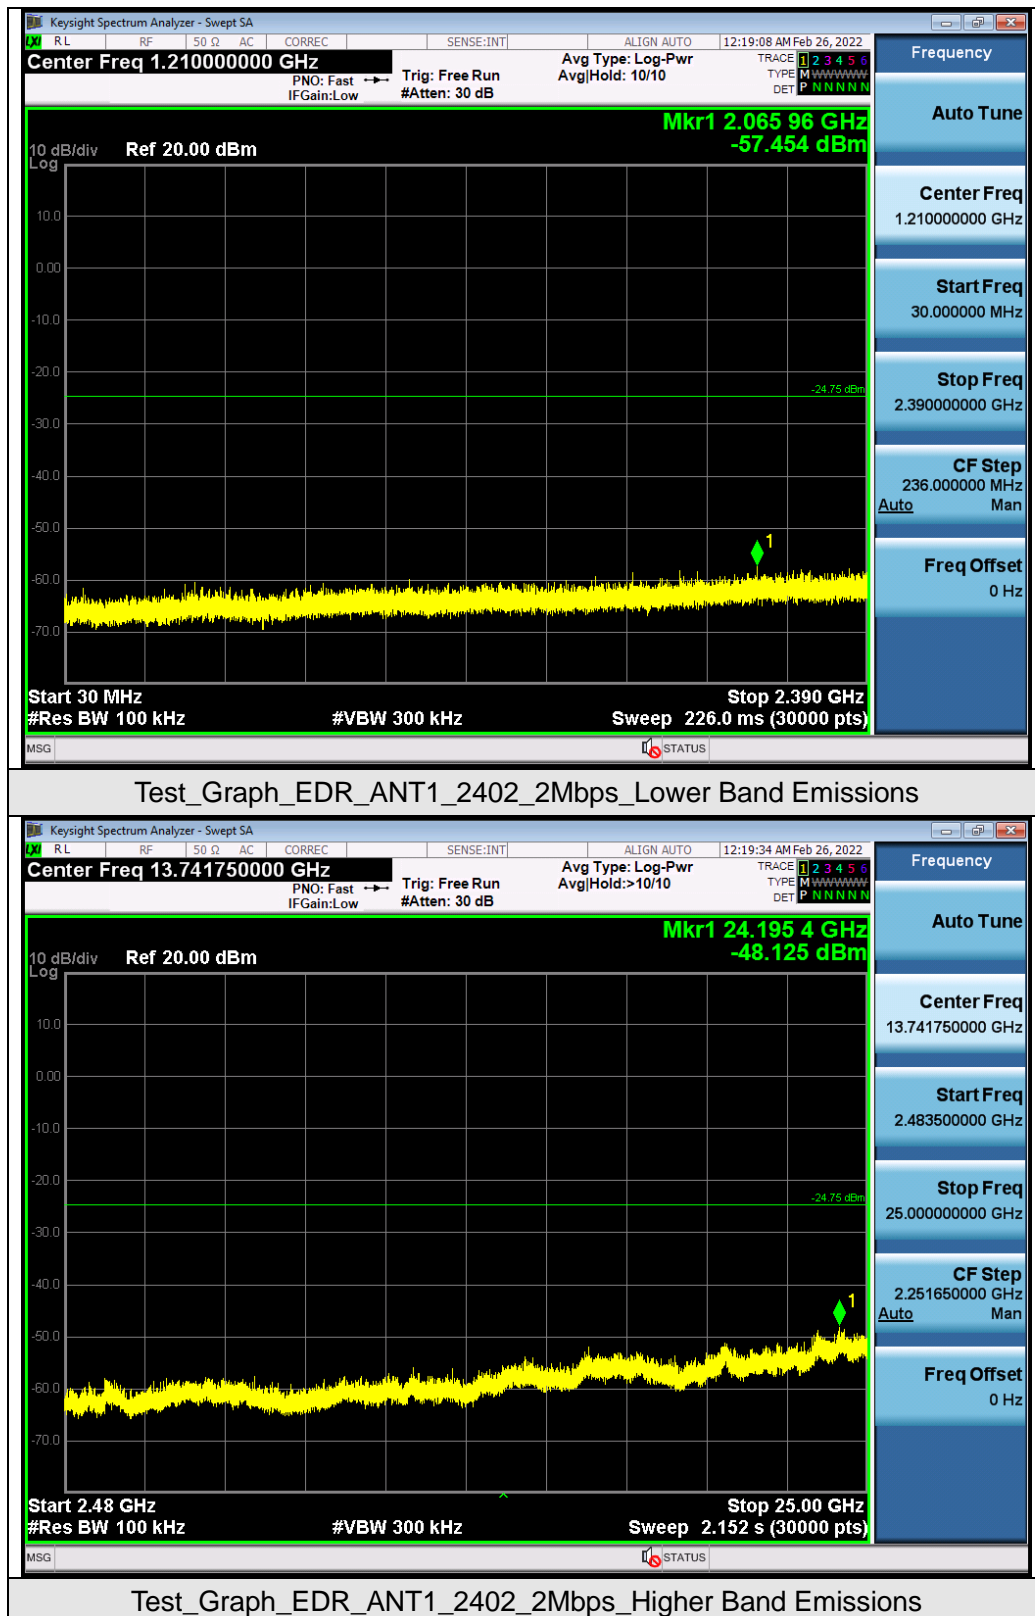 Keysight Spectrum Analyzer - Swept SA
LXI RL RF 50 Ω AC CORREC SENSE:INT ALIGN AUTO 12:19:08 AM Feb 26, 2022
Center Freq 1.210000000 GHz
PNO: Fast
IFGain:Low
Trig: Free Run
#Atten: 30 dB
Avg Type: Log-Pwr
Avg|Hold: 10/10
TRACE 1 2 3 4 5 6
TYPE M WWWWW
DET P N N N N N
Mkr1 2.065 96 GHz
-57.454 dBm
10 dB/div Ref 20.00 dBm
Log
10.0
0.00
-10.0
-20.0
-24.75 dBm
-30.0
-40.0
-50.0
1
-60.0
-70.0
Start 30 MHz Stop 2.390 GHz
#Res BW 100 kHz #VBW 300 kHz Sweep 226.0 ms (30000 pts)
MSG STATUS
Frequency
Auto Tune
Center Freq
1.210000000 GHz
Start Freq
30.000000 MHz
Stop Freq
2.390000000 GHz
CF Step
236.000000 MHz
Auto Man
Freq Offset
0 Hz
Test_Graph_EDR_ANT1_2402_2Mbps_Lower Band Emissions
Keysight Spectrum Analyzer - Swept SA
LXI RL RF 50 Ω AC CORREC SENSE:INT ALIGN AUTO 12:19:34 AM Feb 26, 2022
Center Freq 13.741750000 GHz
PNO: Fast
IFGain:Low
Trig: Free Run
#Atten: 30 dB
Avg Type: Log-Pwr
Avg|Hold:>10/10
TRACE 1 2 3 4 5 6
TYPE M WWWWW
DET P N N N N N
Mkr1 24.195 4 GHz
-48.125 dBm
10 dB/div Ref 20.00 dBm
Log
10.0
0.00
-10.0
-20.0
-24.75 dBm
-30.0
-40.0
1
-50.0
-60.0
-70.0
Start 2.48 GHz Stop 25.00 GHz
#Res BW 100 kHz #VBW 300 kHz Sweep 2.152 s (30000 pts)
MSG STATUS
Frequency
Auto Tune
Center Freq
13.741750000 GHz
Start Freq
2.483500000 GHz
Stop Freq
25.000000000 GHz
CF Step
2.251650000 GHz
Auto Man
Freq Offset
0 Hz
Test_Graph_EDR_ANT1_2402_2Mbps_Higher Band Emissions